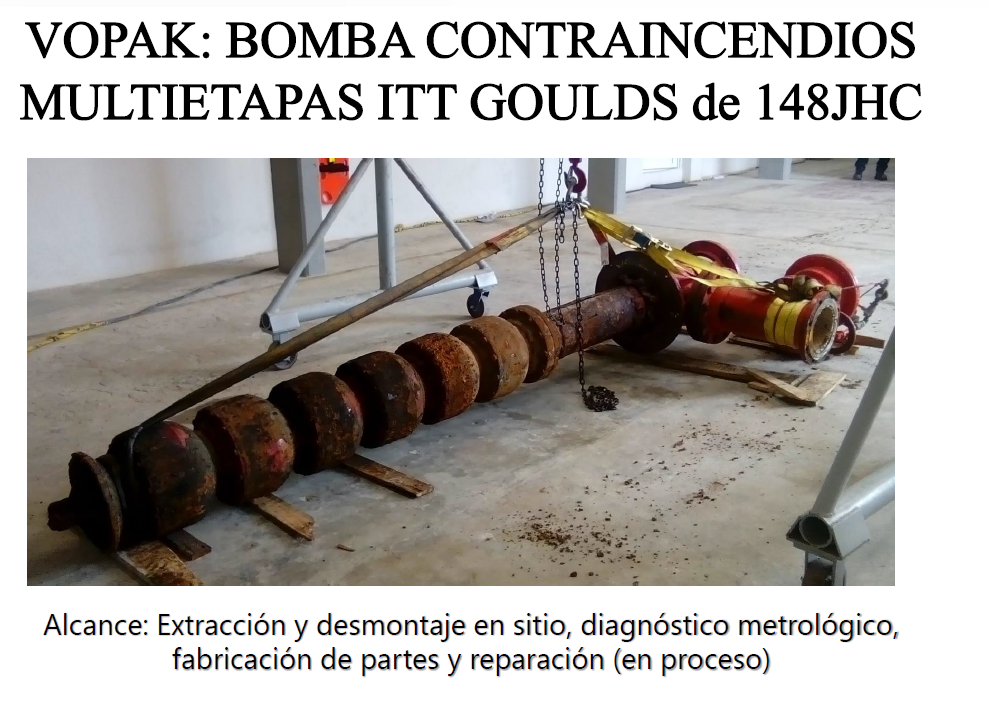 VOPAK: BOMBA CONTRAINCENDIOS
MULTIETAPAS ITT GOULDS de 148JHC
Alcance: Extracción y desmontaje en sitio, diagnóstico metrológico,
fabricación de partes y reparación (en proceso)